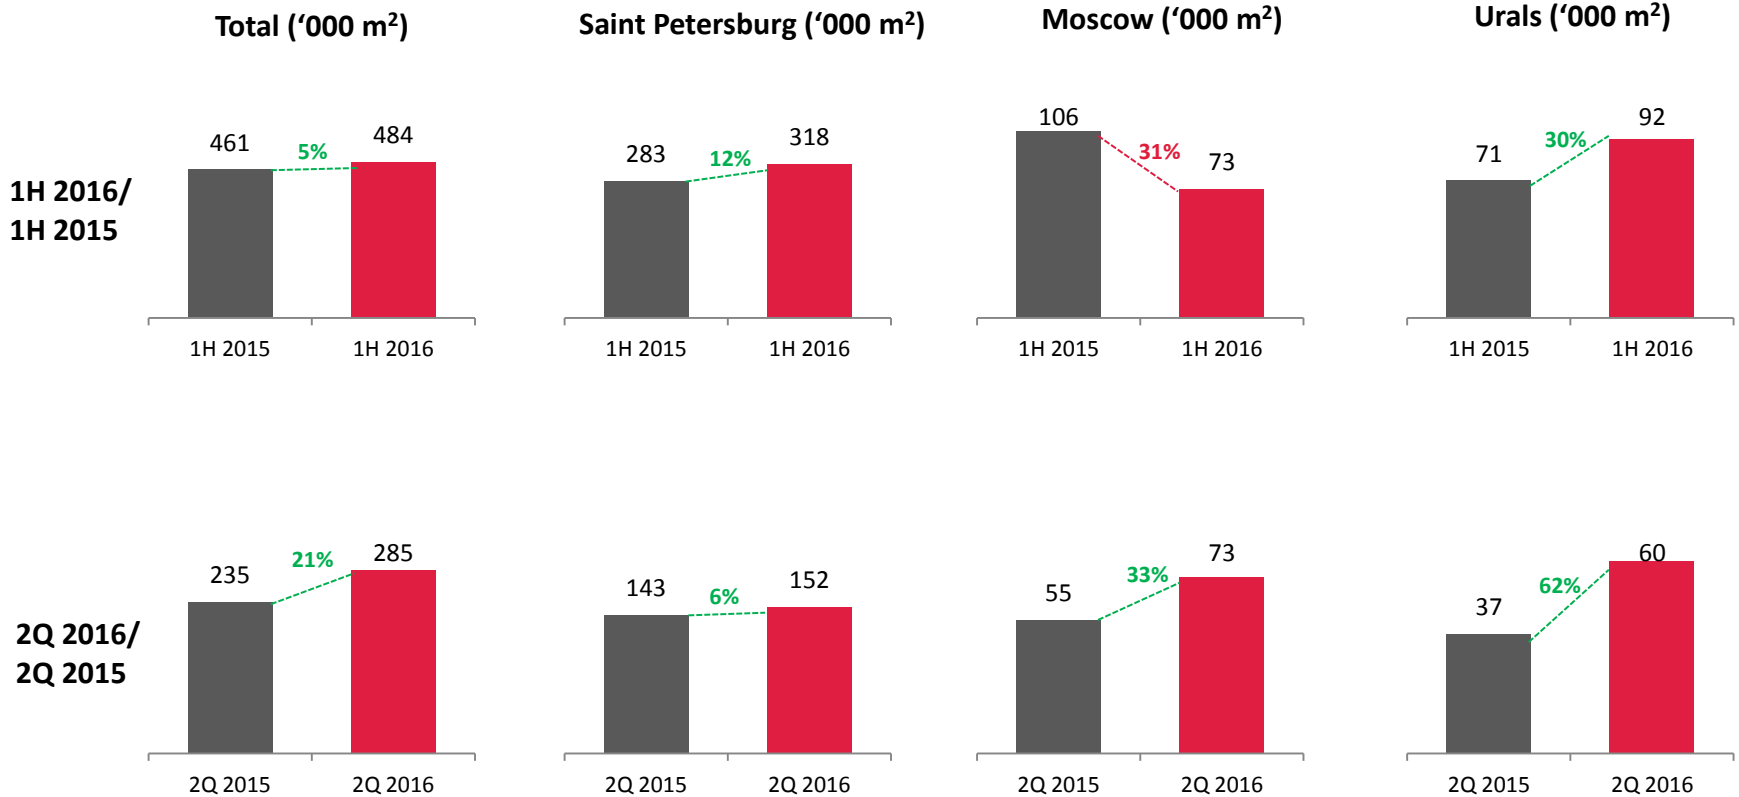 Total (‘000 m²)
Saint Petersburg (‘000 m²)
Moscow (‘000 m²)
Urals (‘000 m²)
1H 2016/
1H 2015
461
5%
484
1H 2015
1H 2016
283
12%
318
1H 2015
1H 2016
106
31%
73
1H 2015
1H 2016
71
30%
92
1H 2015
1H 2016
2Q 2016/
2Q 2015
235
21%
285
2Q 2015
2Q 2016
143
6%
152
2Q 2015
2Q 2016
55
33%
73
2Q 2015
2Q 2016
37
62%
60
2Q 2015
2Q 2016